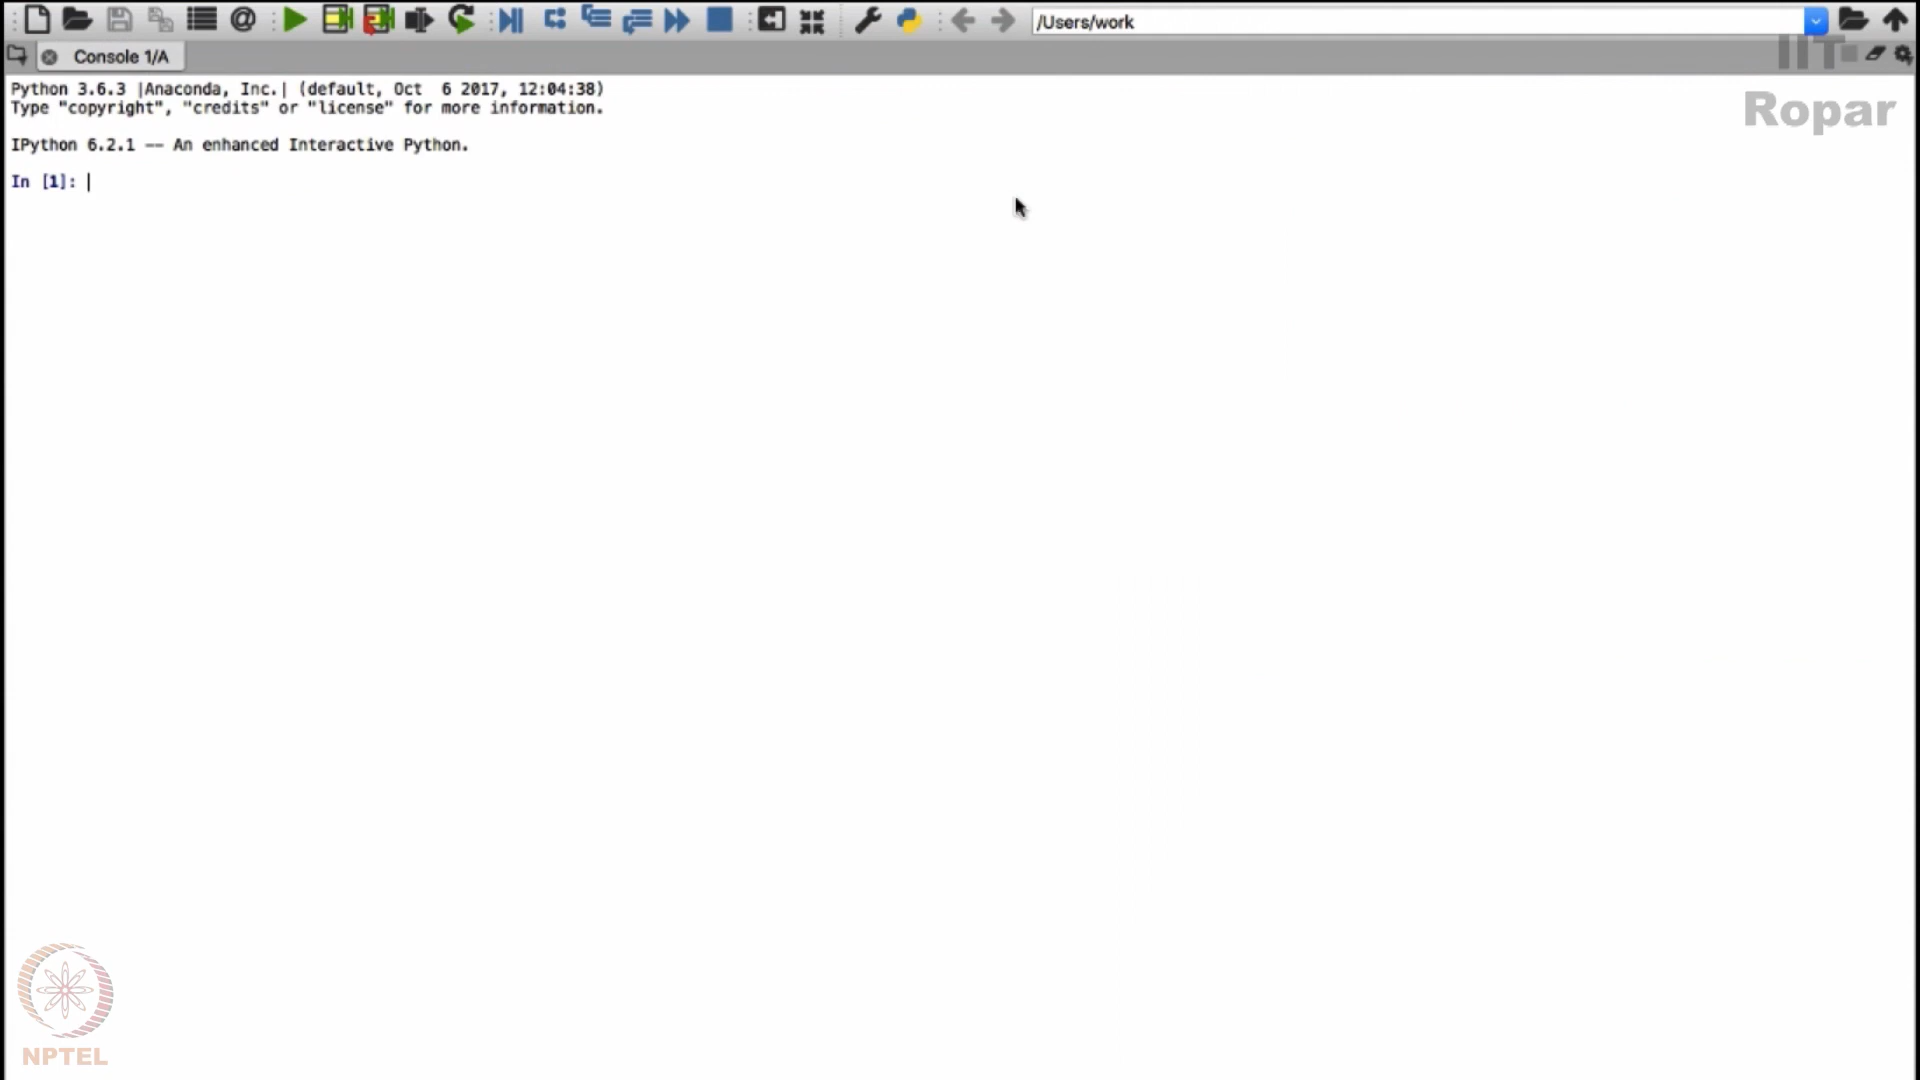 /Users/work
IIT
Console 1/A
Ropar
Python 3.6.3 |Anaconda, Inc.| (default, Oct  6 2017, 12:04:38)
Type "copyright", "credits" or "license" for more information.
IPython 6.2.1 -- An enhanced Interactive Python.
In [1]:
NPTEL